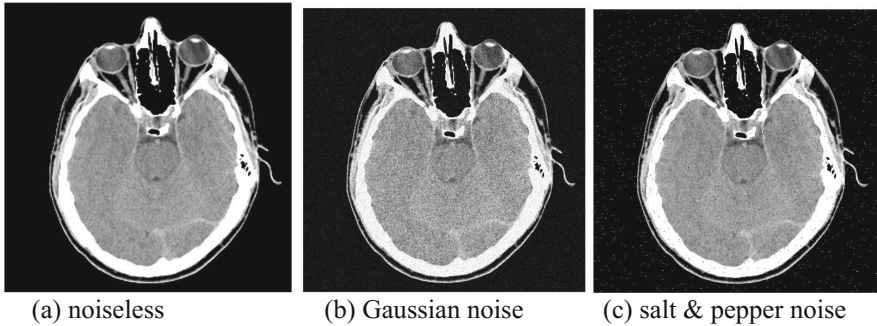 (a) noiseless
(b) Gaussian noise
(c) salt & pepper noise